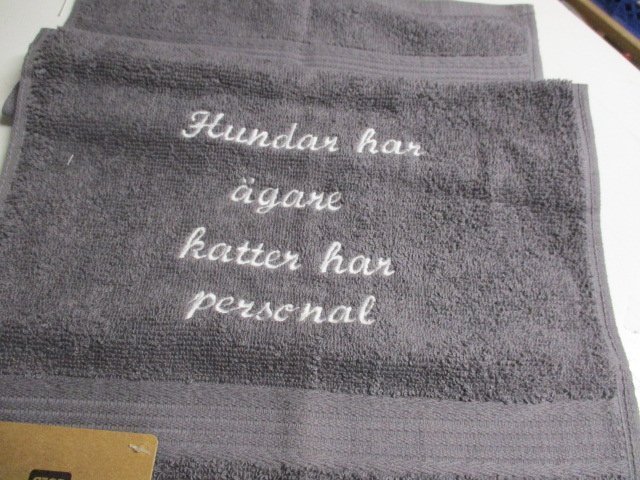 Hundar har
ägare
katter har
personal